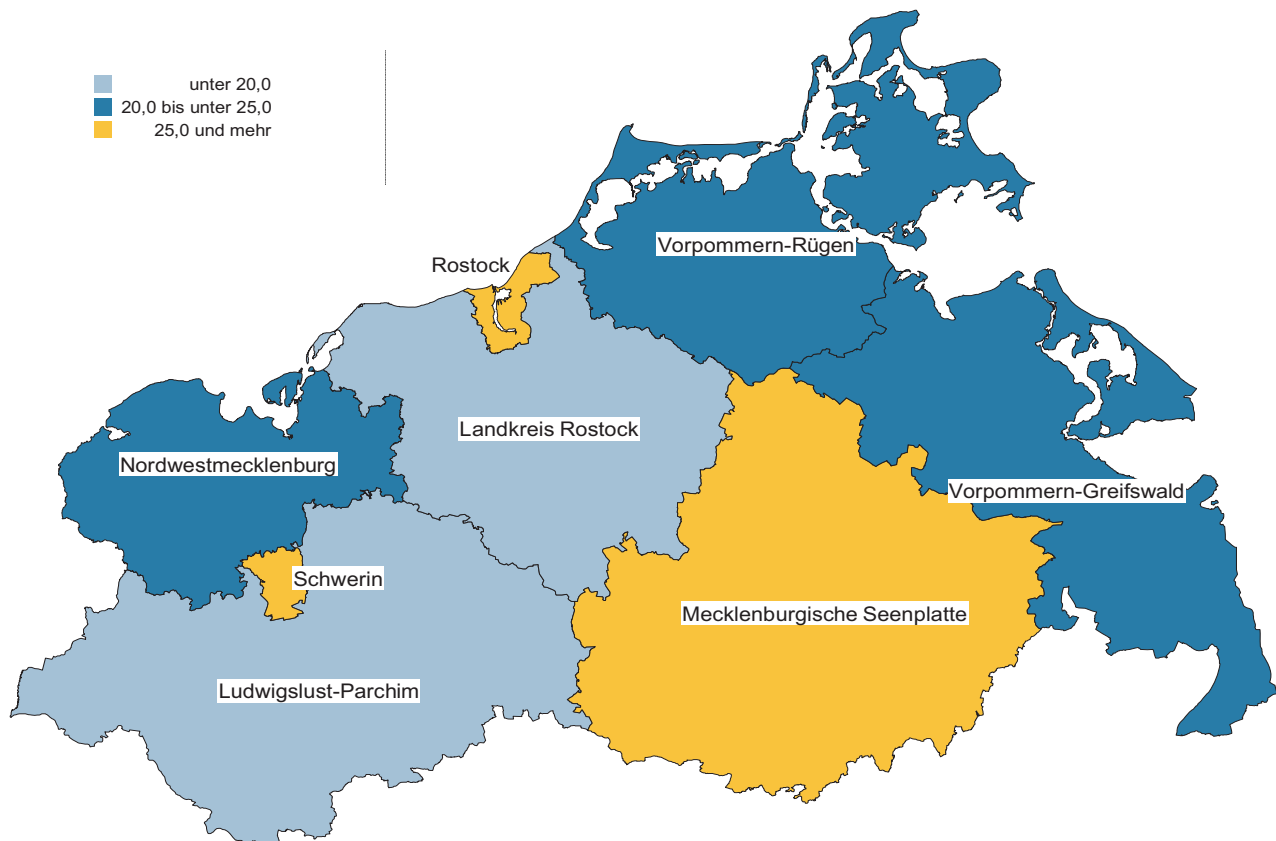 unter 20,0
20,0 bis unter 25,0
25,0 und mehr
Vorpommern-Rügen
Rostock
Landkreis Rostock
Nordwestmecklenburg
Vorpommern-Greifswald
Schwerin
Mecklenburgische Seenplatte
Ludwigslust-Parchim